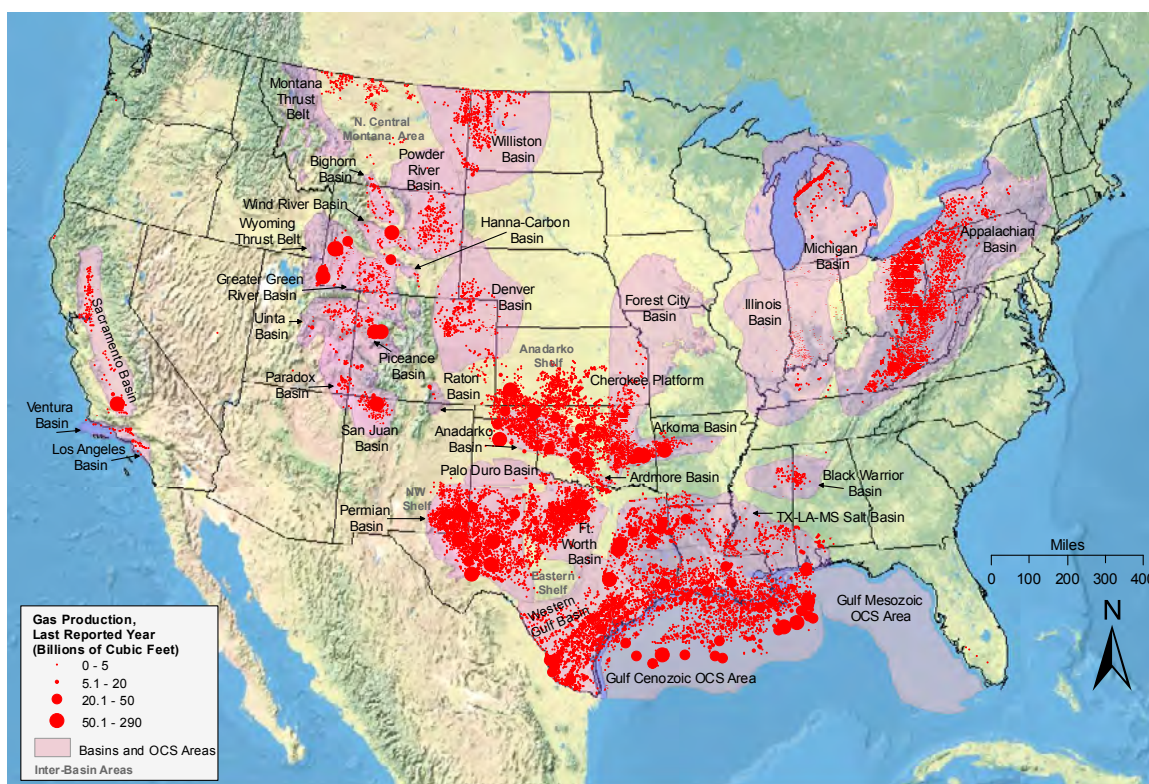 Montana
Thrust Belt
N. Central
Montana Area
Williston
Basin
Bighorn
Basin
Powder
River
Basin
Wind River Basin
Wyoming
Thrust Belt
Hanna-Carbon
Basin
Greater Green
River Basin
Uinta
Basin
Denver
Basin
Piceance
Basin
Paradox
Basin
Raton
Basin
San Juan
Basin
Sacramento Basin
Ventura
Basin
Los Angeles
Basin
Forest City
Basin
Illinois
Basin
Michigan
Basin
Appalachian
Basin
Anadarko
Shelf
Cherokee Platform
Anadarko
Basin
Arkoma Basin
Palo Duro Basin
Ardmore Basin
Black Warrior
Basin
NW
Shelf
Permian
Basin
Ft.
Worth
Basin
TX-LA-MS Salt Basin
Eastern
Shelf
Western
Gulf Basin
Gulf Mesozoic
OCS Area
Gulf Cenozoic OCS Area
Miles
0 100 200 300 400
N
Gas Production,
Last Reported Year
(Billions of Cubic Feet)
0 - 5
5.1 - 20
20.1 - 50
50.1 - 290
Basins and OCS Areas
Inter-Basin Areas